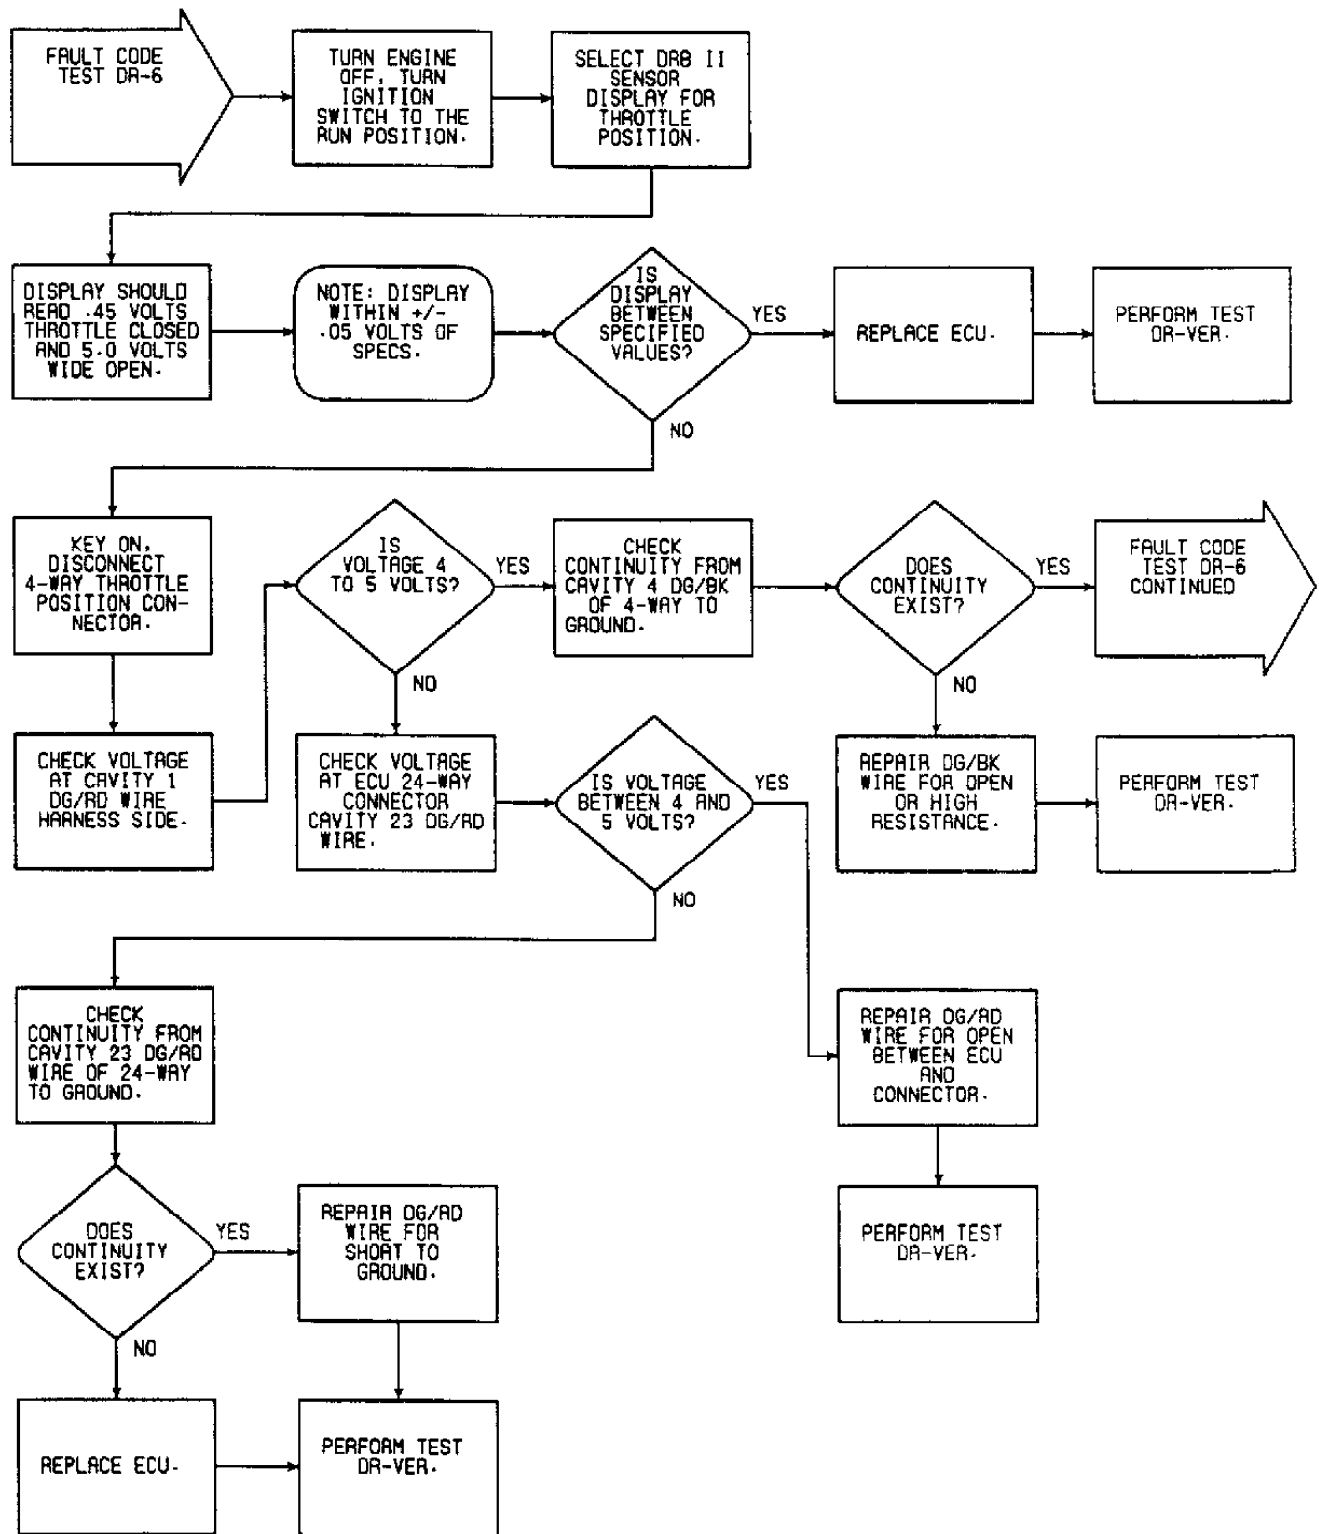 FAULT CODE
TEST DR-6
TURN ENGINE
OFF, TURN
IGNITION
SWITCH TO THE
RUN POSITION.
SELECT DRB II
SENSOR
DISPLAY FOR
THROTTLE
POSITION.
DISPLAY SHOULD
READ .45 VOLTS
THROTTLE CLOSED
AND 5.0 VOLTS
WIDE OPEN.
NOTE: DISPLAY
WITHIN +/-
.05 VOLTS OF
SPECS.
IS
DISPLAY
BETWEEN
SPECIFIED
VALUES?
YES
NO
REPLACE ECU.
PERFORM TEST
DR-VER.
KEY ON,
DISCONNECT
4-WAY THROTTLE
POSITION CON-
NECTOR.
IS
VOLTAGE 4
TO 5 VOLTS?
YES
NO
CHECK
CONTINUITY FROM
CAVITY 4 DG/BK
OF 4-WAY TO
GROUND.
DOES
CONTINUITY
EXIST?
YES
NO
FAULT CODE
TEST DR-6
CONTINUED
CHECK VOLTAGE
AT CAVITY 1
DG/RD WIRE
HARNESS SIDE.
CHECK VOLTAGE
AT ECU 24-WAY
CONNECTOR
CAVITY 23 DG/RD
WIRE.
IS VOLTAGE
BETWEEN 4 AND
5 VOLTS?
YES
NO
REPAIR DG/BK
WIRE FOR OPEN
OR HIGH
RESISTANCE.
PERFORM TEST
DR-VER.
CHECK
CONTINUITY FROM
CAVITY 23 DG/RD
WIRE OF 24-WAY
TO GROUND.
REPAIR DG/RD
WIRE FOR OPEN
BETWEEN ECU
AND
CONNECTOR.
DOES
CONTINUITY
EXIST?
YES
NO
REPAIR DG/RD
WIRE FOR
SHORT TO
GROUND.
PERFORM TEST
DR-VER.
REPLACE ECU.
PERFORM TEST
DR-VER.